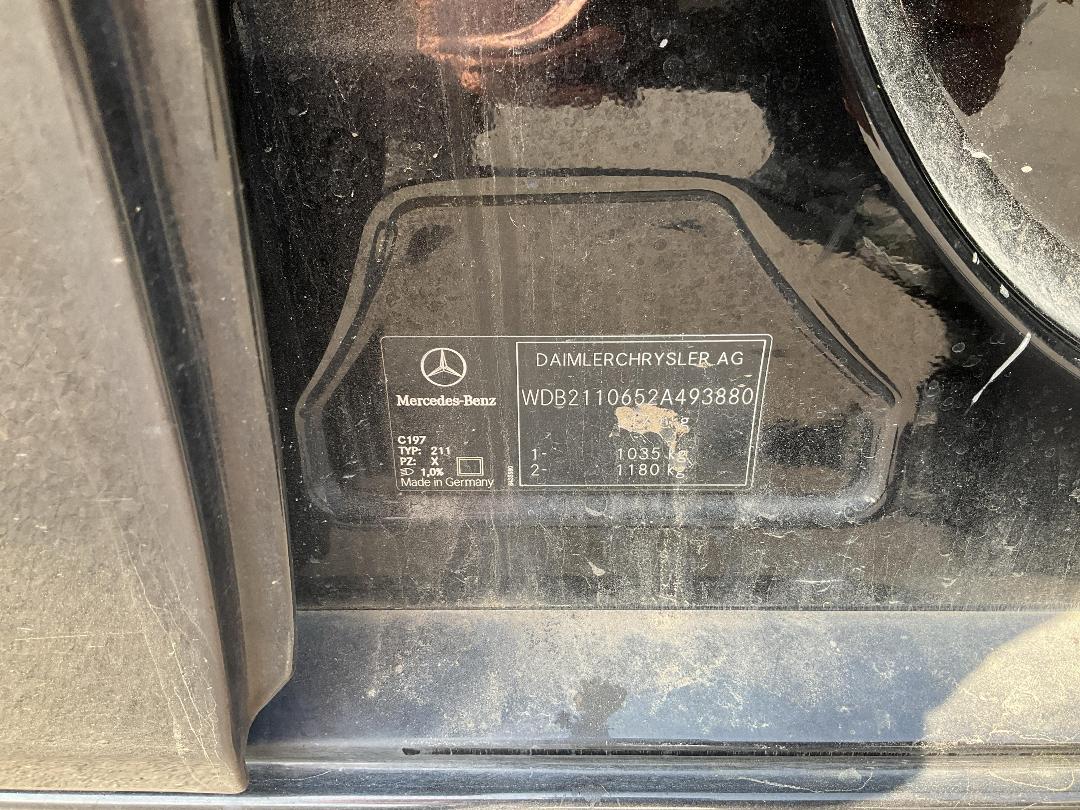 Mercedes-Benz
C197
TYP: 211
PZ: X
1,0%
Made in Germany
DAIMLERCHRYSLER AG
WDB2110652A493880
kg
1- 1035 kg
2- 1180 kg